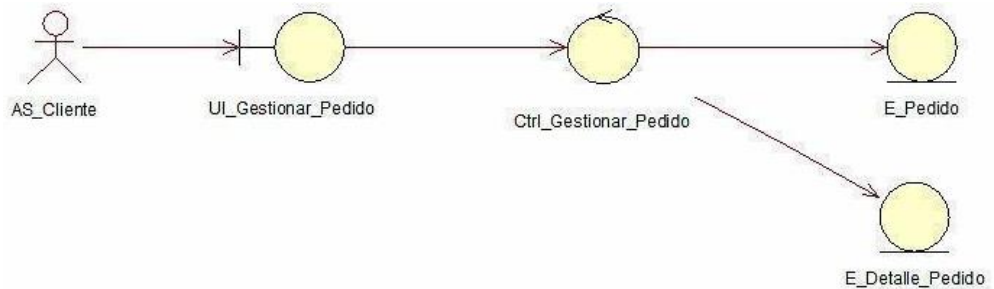 AS_Cliente
UI_Gestionar_Pedido
Ctrl_Gestionar_Pedido
E_Pedido
E_Detalle_Pedido